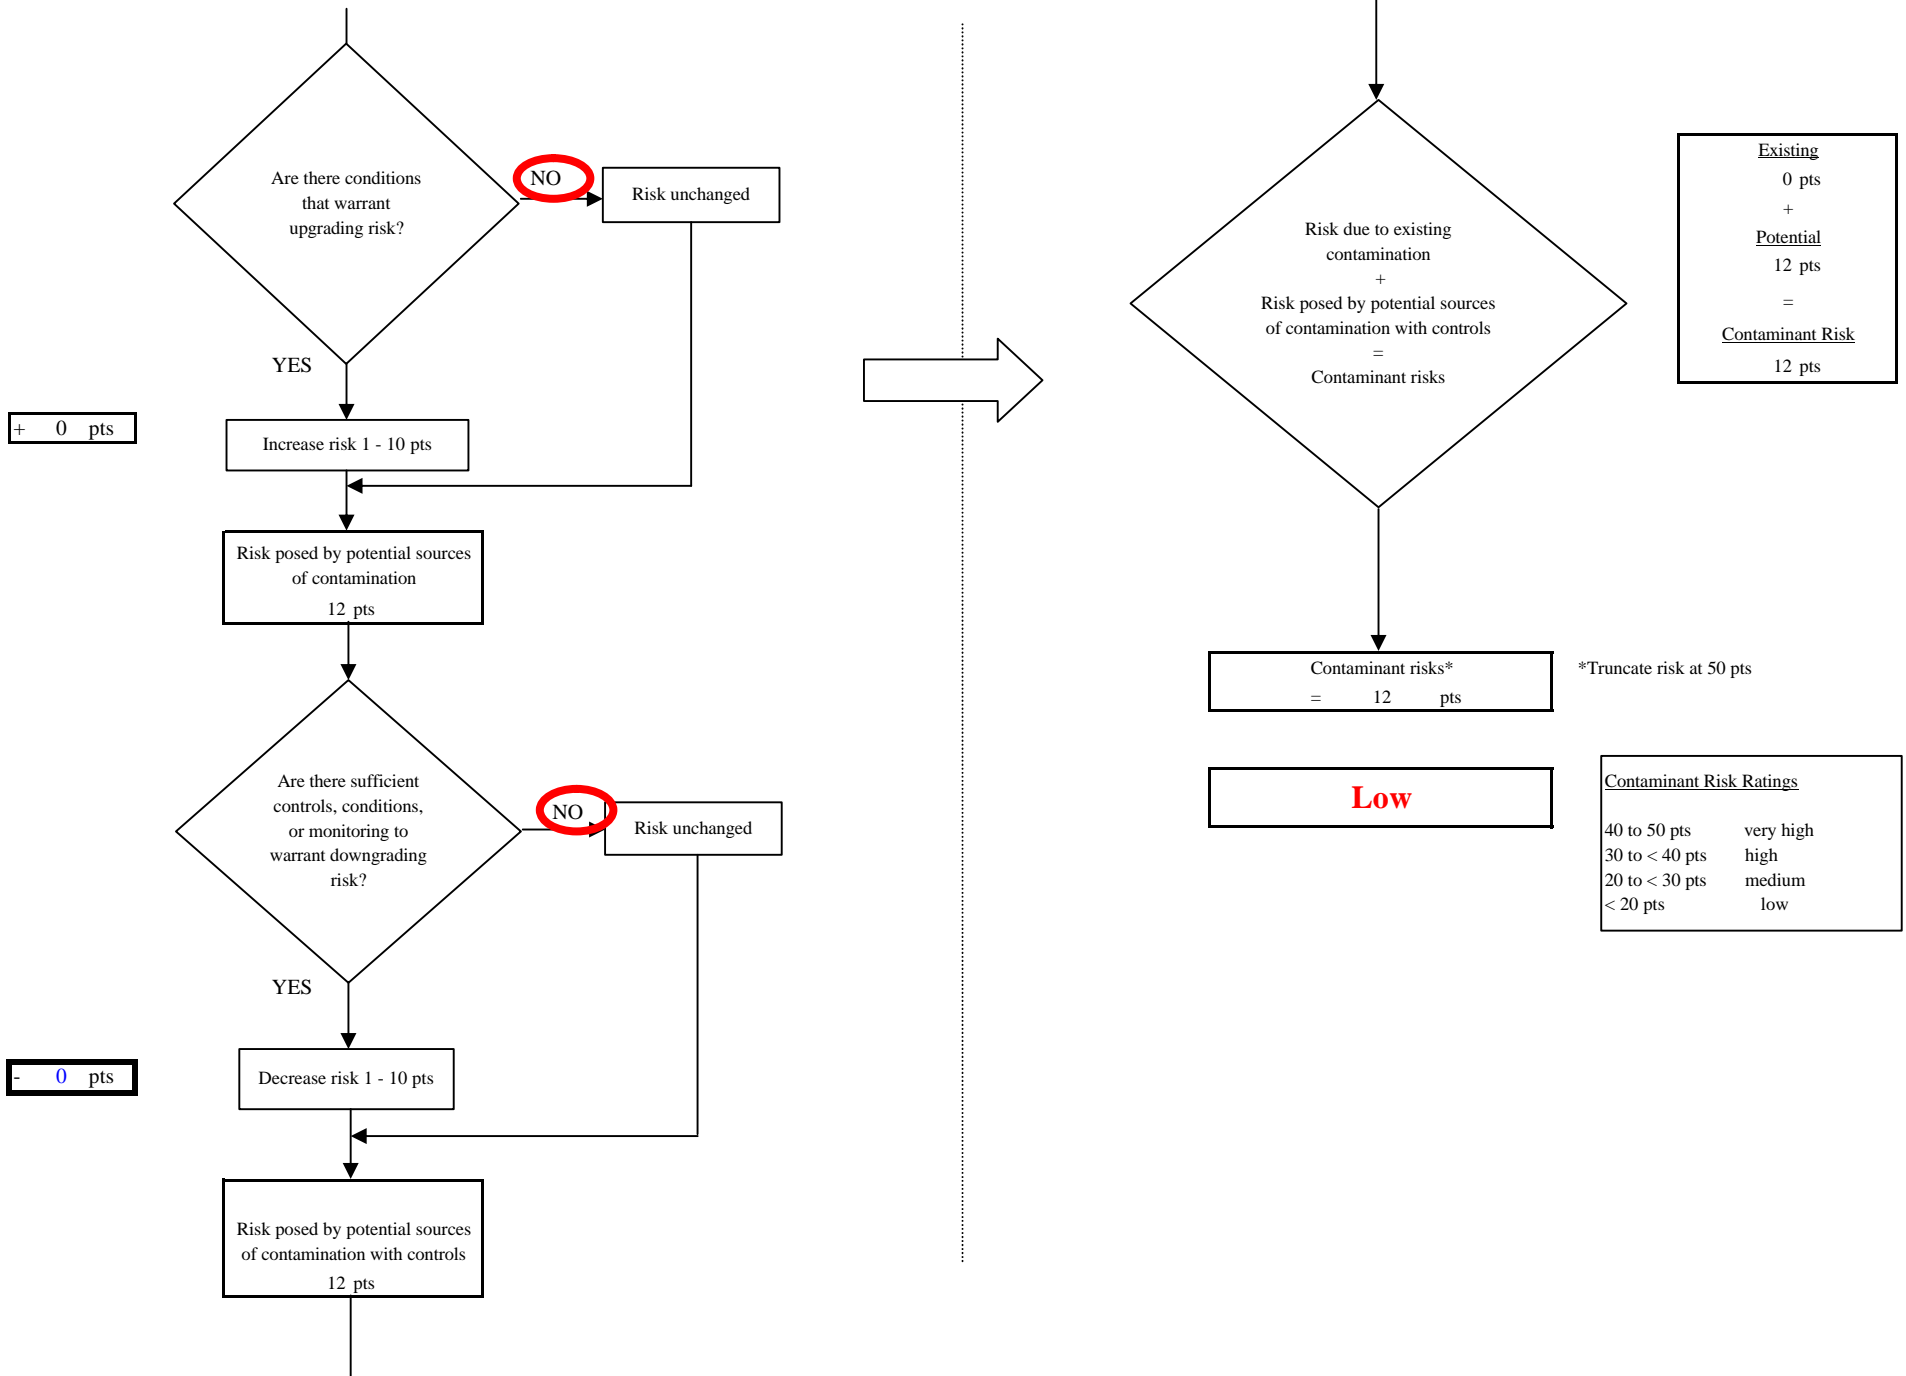 Are there conditions
that warrant
upgrading risk?
NO
Risk unchanged
YES
+ 0 pts
Increase risk 1 - 10 pts
Risk posed by potential sources
of contamination
12 pts
Are there sufficient
controls, conditions,
or monitoring to
warrant downgrading
risk?
NO
Risk unchanged
YES
- 0 pts
Decrease risk 1 - 10 pts
Risk posed by potential sources
of contamination with controls
12 pts
Risk due to existing
contamination
+
Risk posed by potential sources
of contamination with controls
=
Contaminant risks
Existing
0 pts
+
Potential
12 pts
=
Contaminant Risk
12 pts
Contaminant risks*
= 12 pts
*Truncate risk at 50 pts
Low
Contaminant Risk Ratings
40 to 50 pts very high
30 to < 40 pts high
20 to < 30 pts medium
< 20 pts low